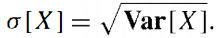 σ[X] = √Var[X].